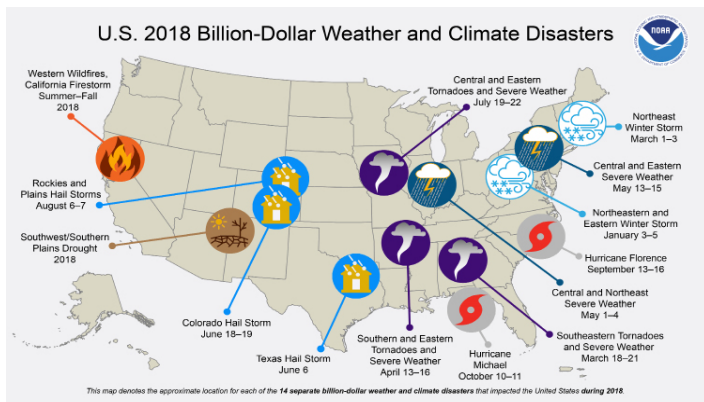 U.S. 2018 Billion-Dollar Weather and Climate Disasters
NOAA
Western Wildfires,
California Firestorm
Summer–Fall
2018
Central and Eastern
Tornadoes and Severe Weather
July 19–22
Northeast
Winter Storm
March 1–3
Central and Eastern
Severe Weather
May 13–15
Rockies and
Plains Hail Storms
August 6–7
Northeastern and
Eastern Winter Storm
January 3–5
Southwest/Southern
Plains Drought
2018
Hurricane Florence
September 13–16
Central and Northeast
Severe Weather
May 1–4
Colorado Hail Storm
June 18–19
Texas Hail Storm
June 6
Southern and Eastern
Tornadoes and
Severe Weather
April 13–16
Hurricane
Michael
October 10–11
Southeastern Tornadoes
and Severe Weather
March 18–21
This map denotes the approximate location for each of the 14 separate billion-dollar weather and climate disasters that impacted the United States during 2018.